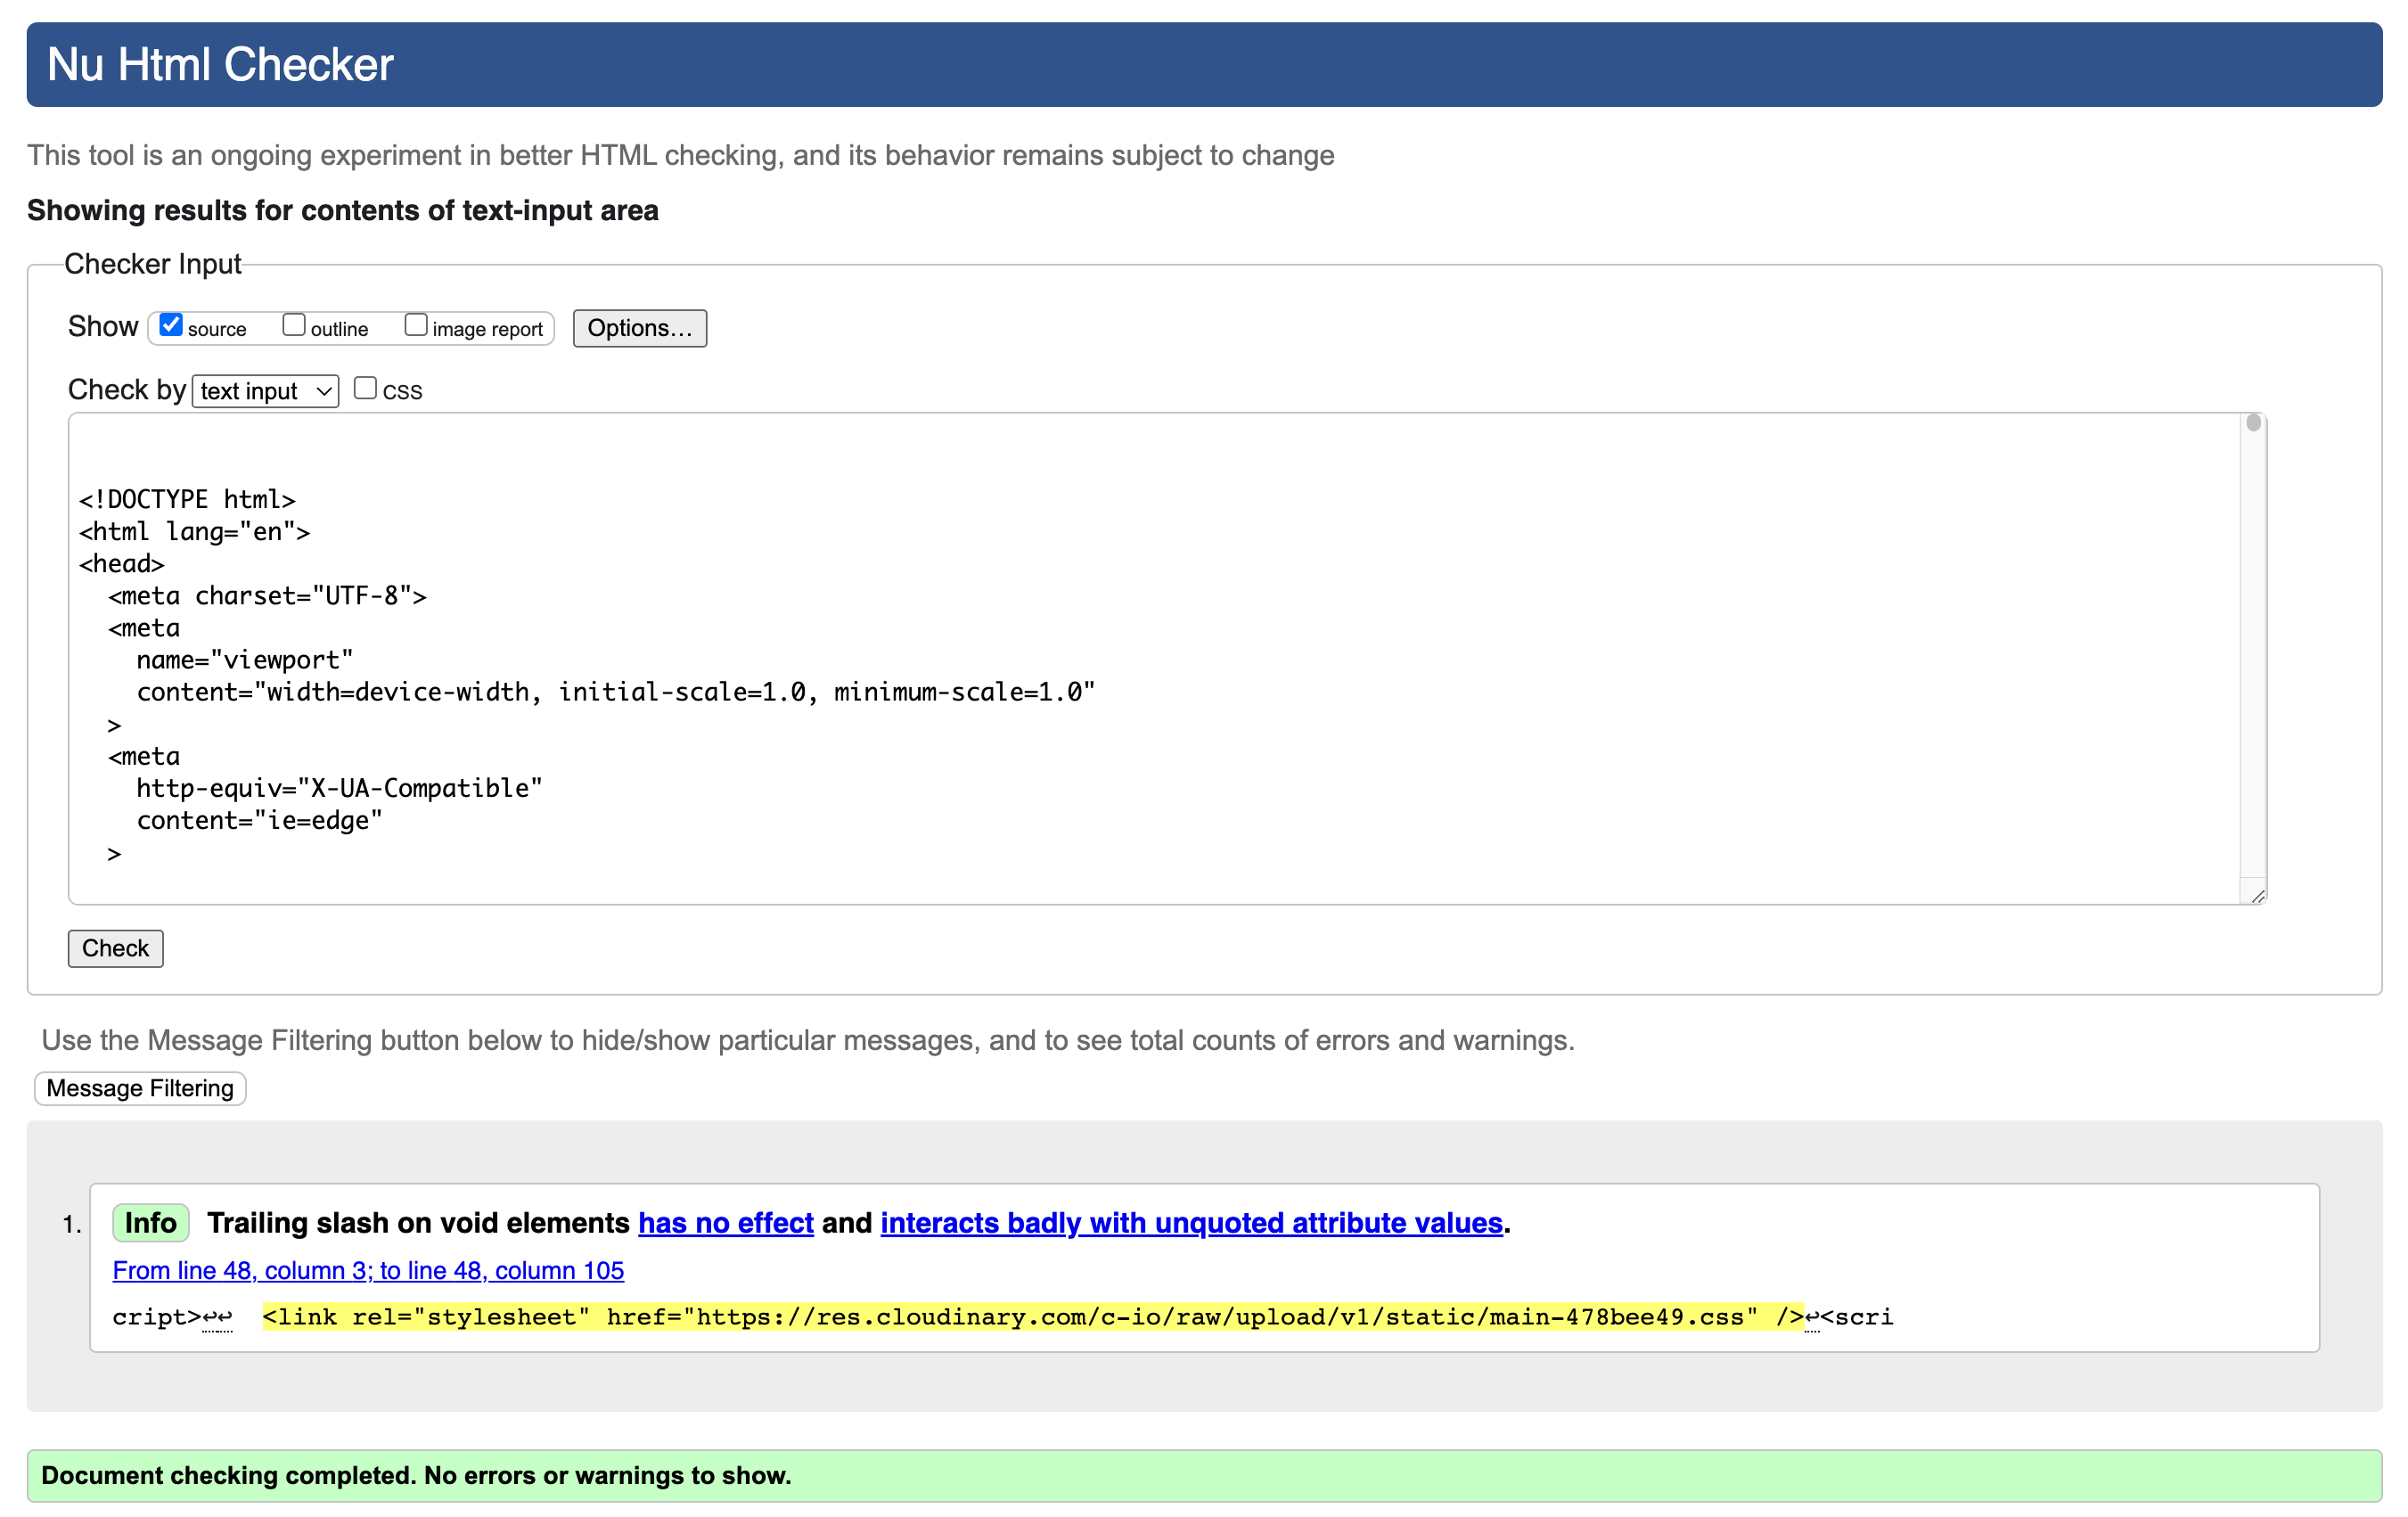 Nu Html Checker
This tool is an ongoing experiment in better HTML checking, and its behavior remains subject to change
Showing results for contents of text-input area
Checker Input
Show source outline image report Options...
Check by text input CSS
<!DOCTYPE html>
<html lang="en">
<head>
  <meta charset="UTF-8">
  <meta
    name="viewport"
    content="width=device-width, initial-scale=1.0, minimum-scale=1.0"
  >
  <meta
    http-equiv="X-UA-Compatible"
    content="ie=edge"
  >
Check
Use the Message Filtering button below to hide/show particular messages, and to see total counts of errors and warnings.
Message Filtering
1. Info Trailing slash on void elements has no effect and interacts badly with unquoted attribute values.
From line 48, column 3; to line 48, column 105
cript>↩↩  <link rel="stylesheet" href="https://res.cloudinary.com/c-io/raw/upload/v1/static/main-478bee49.css" />↩<scri
Document checking completed. No errors or warnings to show.